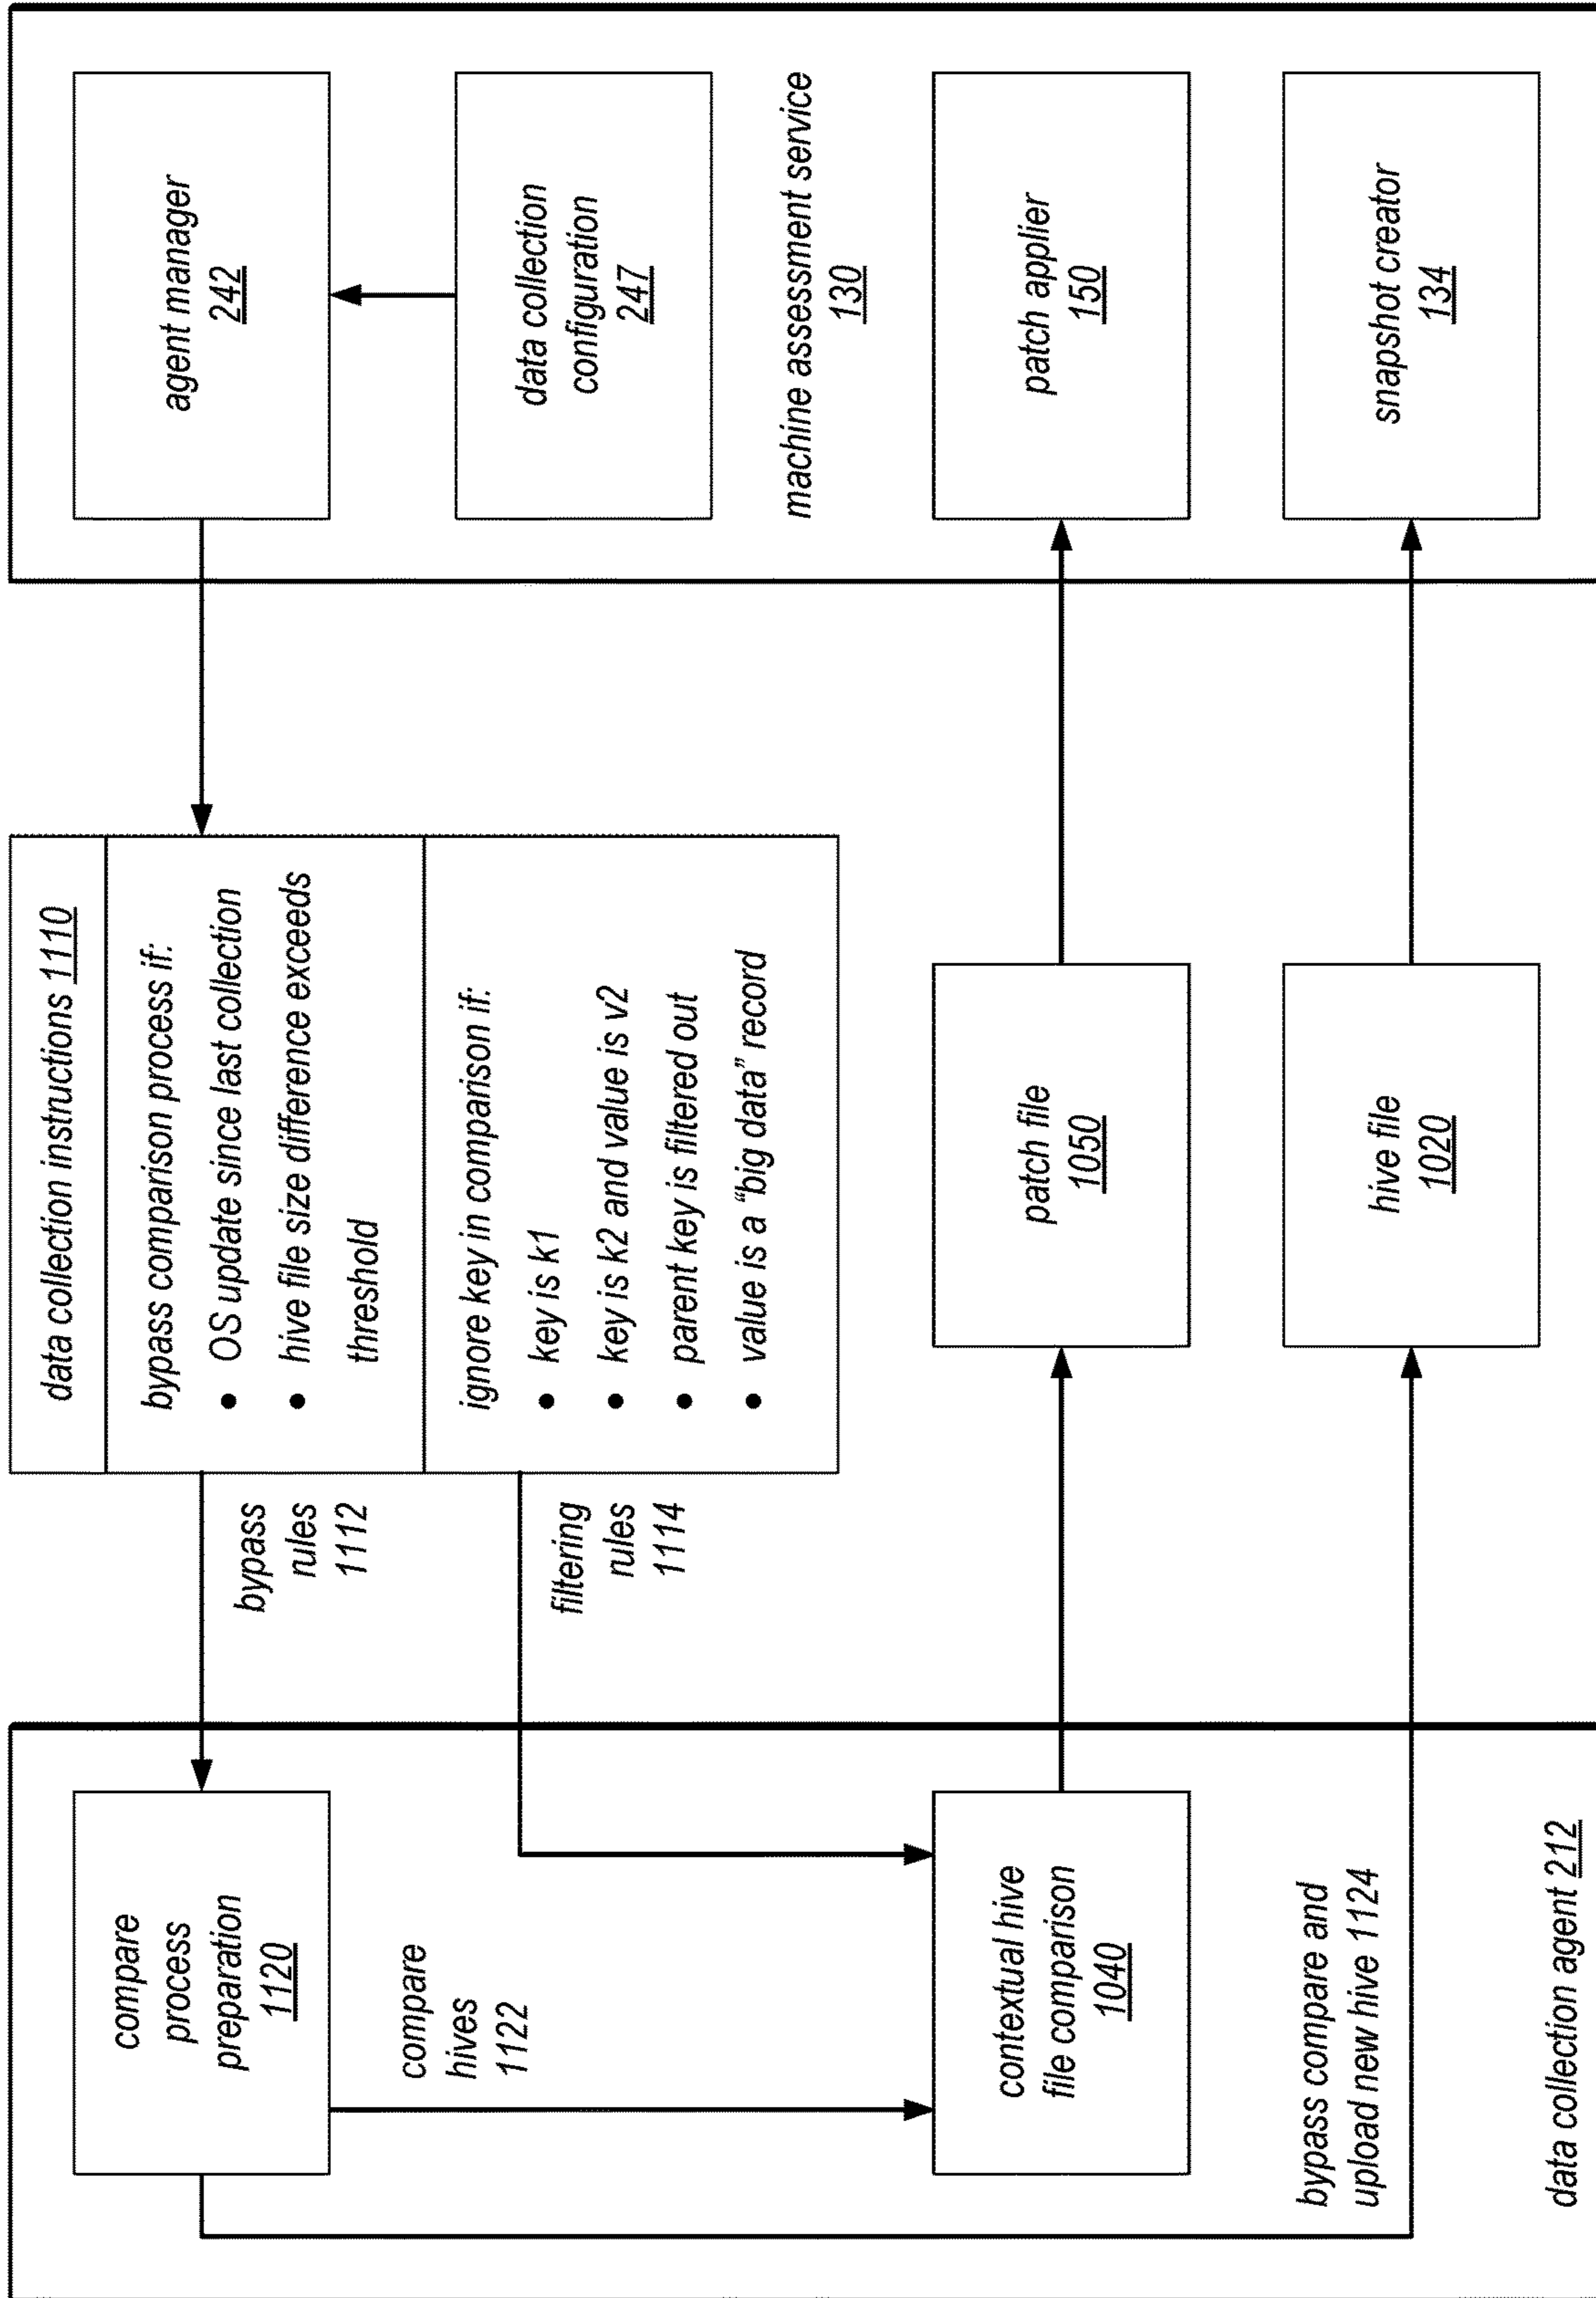 compare
process
preparation
1120
compare
hives
1122
contextual hive
file comparison
1040
bypass compare and
upload new hive 1124
data collection agent 212
bypass
rules
1112
filtering
rules
1114
data collection instructions 1110
bypass comparison process if:
• OS update since last collection
• hive file size difference exceeds
threshold
ignore key in comparison if:
• key is k1
• key is k2 and value is v2
• parent key is filtered out
• value is a “big data” record
patch file
1050
hive file
1020
agent manager
242
data collection
configuration
247
machine assessment service
130
patch applier
150
snapshot creator
134